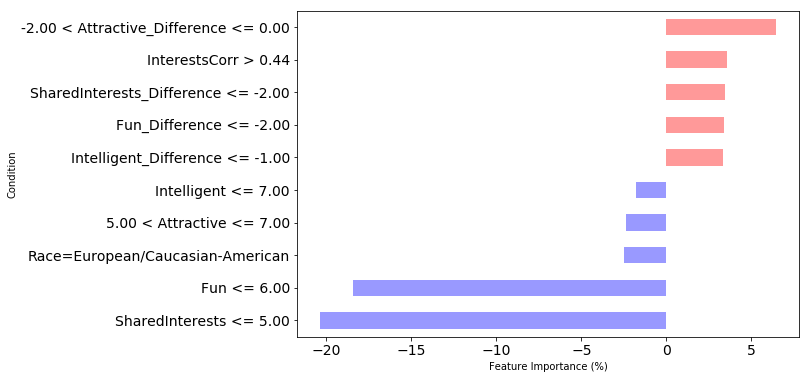 -2.00 < Attractive_Difference <= 0.00
InterestsCorr > 0.44
SharedInterests_Difference <= -2.00
Fun_Difference <= -2.00
Intelligent_Difference <= -1.00
Intelligent <= 7.00
5.00 < Attractive <= 7.00
Race=European/Caucasian-American
Fun <= 6.00
SharedInterests <= 5.00
Condition
−20 −15 −10 −5 0 5
Feature Importance (%)